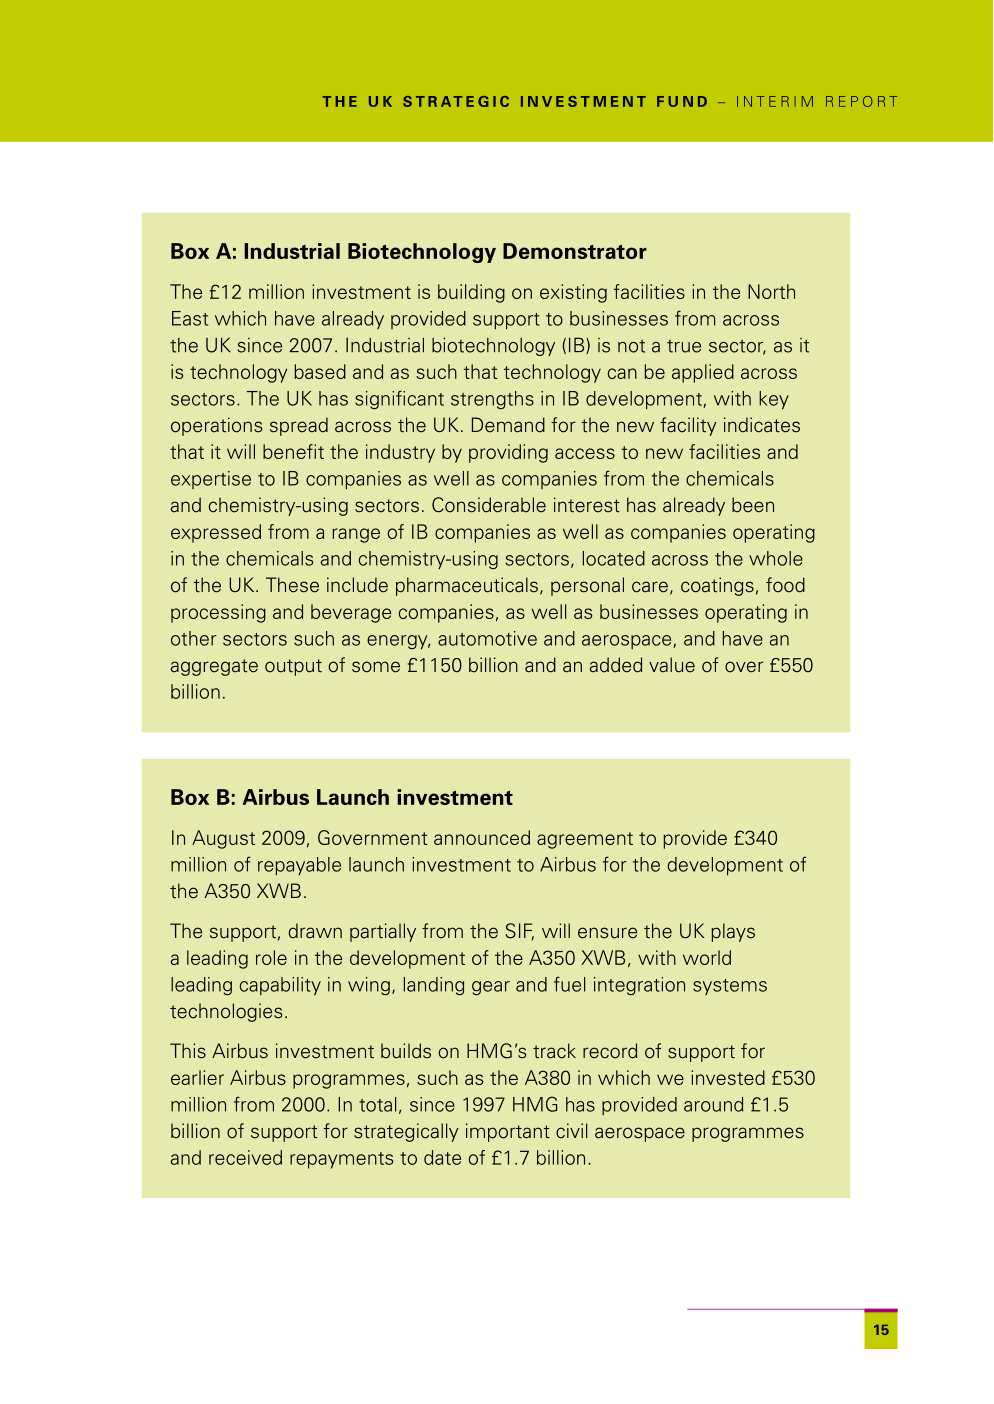 THE UK STRATEGIC INVESTMENT FUND – INTERIM REPORT
Box A: Industrial Biotechnology Demonstrator
The £12 million investment is building on existing facilities in the North
East which have already provided support to businesses from across
the UK since 2007. Industrial biotechnology (IB) is not a true sector, as it
is technology based and as such that technology can be applied across
sectors. The UK has significant strengths in IB development, with key
operations spread across the UK. Demand for the new facility indicates
that it will benefit the industry by providing access to new facilities and
expertise to IB companies as well as companies from the chemicals
and chemistry-using sectors. Considerable interest has already been
expressed from a range of IB companies as well as companies operating
in the chemicals and chemistry-using sectors, located across the whole
of the UK. These include pharmaceuticals, personal care, coatings, food
processing and beverage companies, as well as businesses operating in
other sectors such as energy, automotive and aerospace, and have an
aggregate output of some £1150 billion and an added value of over £550
billion.
Box B: Airbus Launch investment
In August 2009, Government announced agreement to provide £340
million of repayable launch investment to Airbus for the development of
the A350 XWB.
The support, drawn partially from the SIF, will ensure the UK plays
a leading role in the development of the A350 XWB, with world
leading capability in wing, landing gear and fuel integration systems
technologies.
This Airbus investment builds on HMG's track record of support for
earlier Airbus programmes, such as the A380 in which we invested £530
million from 2000. In total, since 1997 HMG has provided around £1.5
billion of support for strategically important civil aerospace programmes
and received repayments to date of £1.7 billion.
15